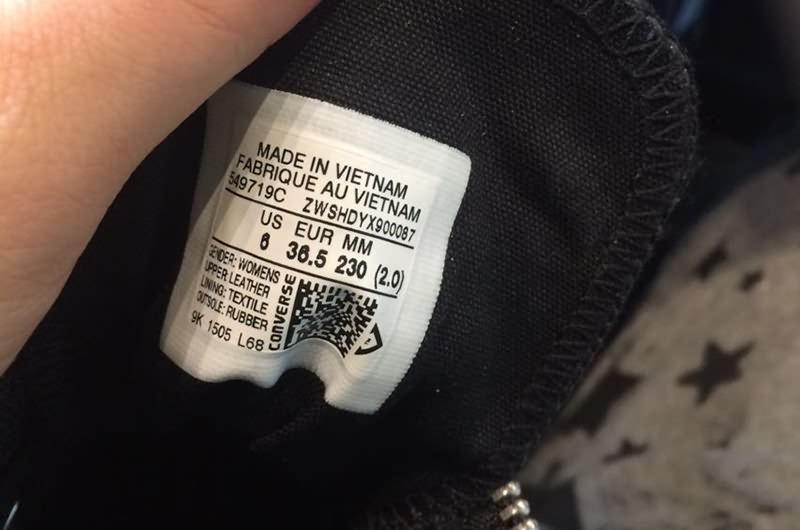 MADE IN VIETNAM
FABRIQUE AU VIETNAM
549719C ZWSHDYX900087
US EUR MM
6 36.5 230 (2.0)
GENDER: WOMENS
UPPER: LEATHER
LINING: TEXTILE
OUTSOLE: RUBBER
9K 1505 L68
CONVERSE